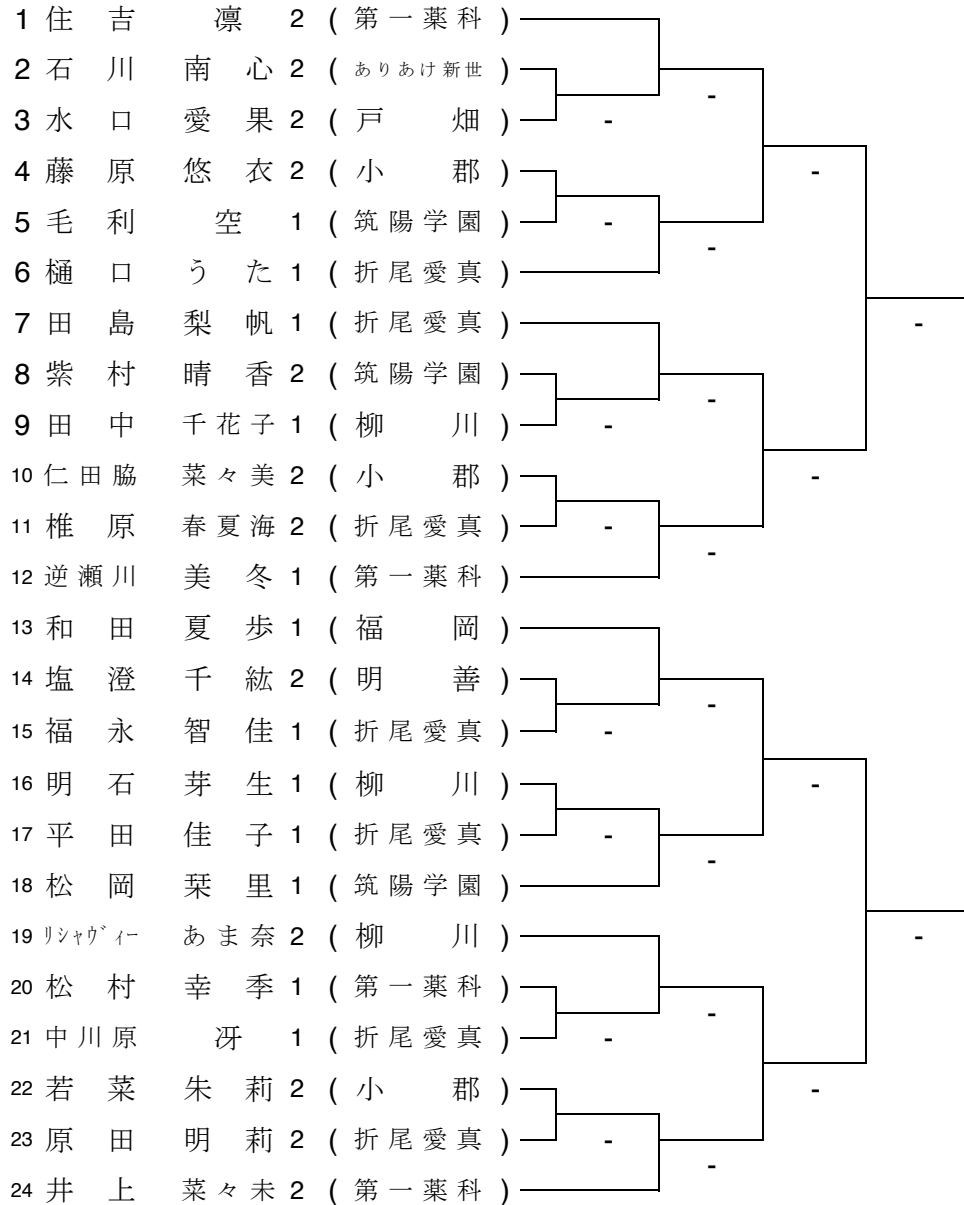 1 住吉 凛 2 ( 第一薬科 )
2 石川 南心 2 ( ありあけ新世 )
-
3 水口 愛果 2 ( 戸畑 )
-
4 藤原 悠衣 2 ( 小郡 )
-
5 毛利 空 1 ( 筑陽学園 )
-
-
6 樋口 うた 1 ( 折尾愛真 )
7 田島 梨帆 1 ( 折尾愛真 )
-
8 紫村 晴香 2 ( 筑陽学園 )
-
9 田中 千花子 1 ( 柳川 )
-
10 仁田脇 菜々美 2 ( 小郡 )
-
11 椎原 春夏海 2 ( 折尾愛真 )
-
-
12 逆瀬川 美冬 1 ( 第一薬科 )
13 和田 夏歩 1 ( 福岡 )
14 塩澄 千紘 2 ( 明善 )
-
15 福永 智佳 1 ( 折尾愛真 )
-
16 明石 芽生 1 ( 柳川 )
-
17 平田 佳子 1 ( 折尾愛真 )
-
-
18 松岡 栞里 1 ( 筑陽学園 )
19 リシャヴィー あま奈 2 ( 柳川 )
-
20 松村 幸季 1 ( 第一薬科 )
-
21 中川原 冴 1 ( 折尾愛真 )
-
22 若菜 朱莉 2 ( 小郡 )
-
23 原田 明莉 2 ( 折尾愛真 )
-
-
24 井上 菜々未 2 ( 第一薬科 )